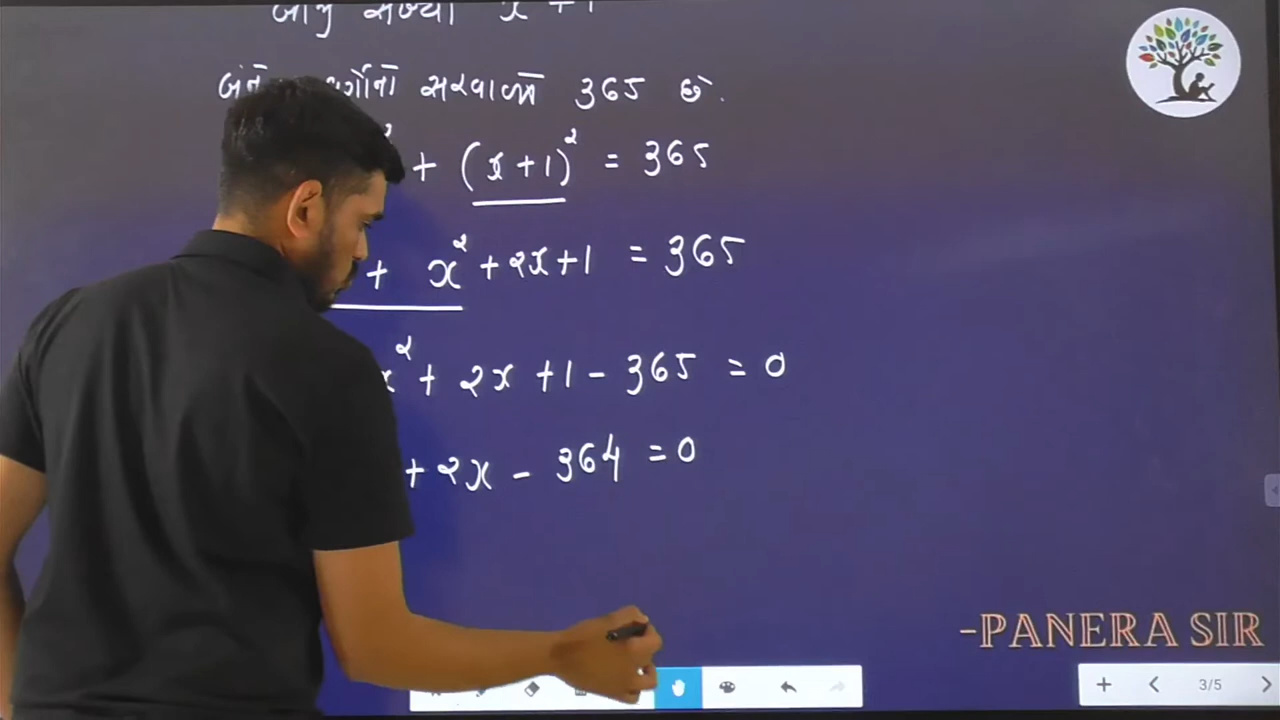 સંખ્યા x + 1
સરવાળો 365 છે.
+ (x+1)² = 365
+ x² + 2x + 1 = 365
x² + 2x + 1 - 365 = 0
+ 2x - 364 = 0
-PANERA SIR
3/5